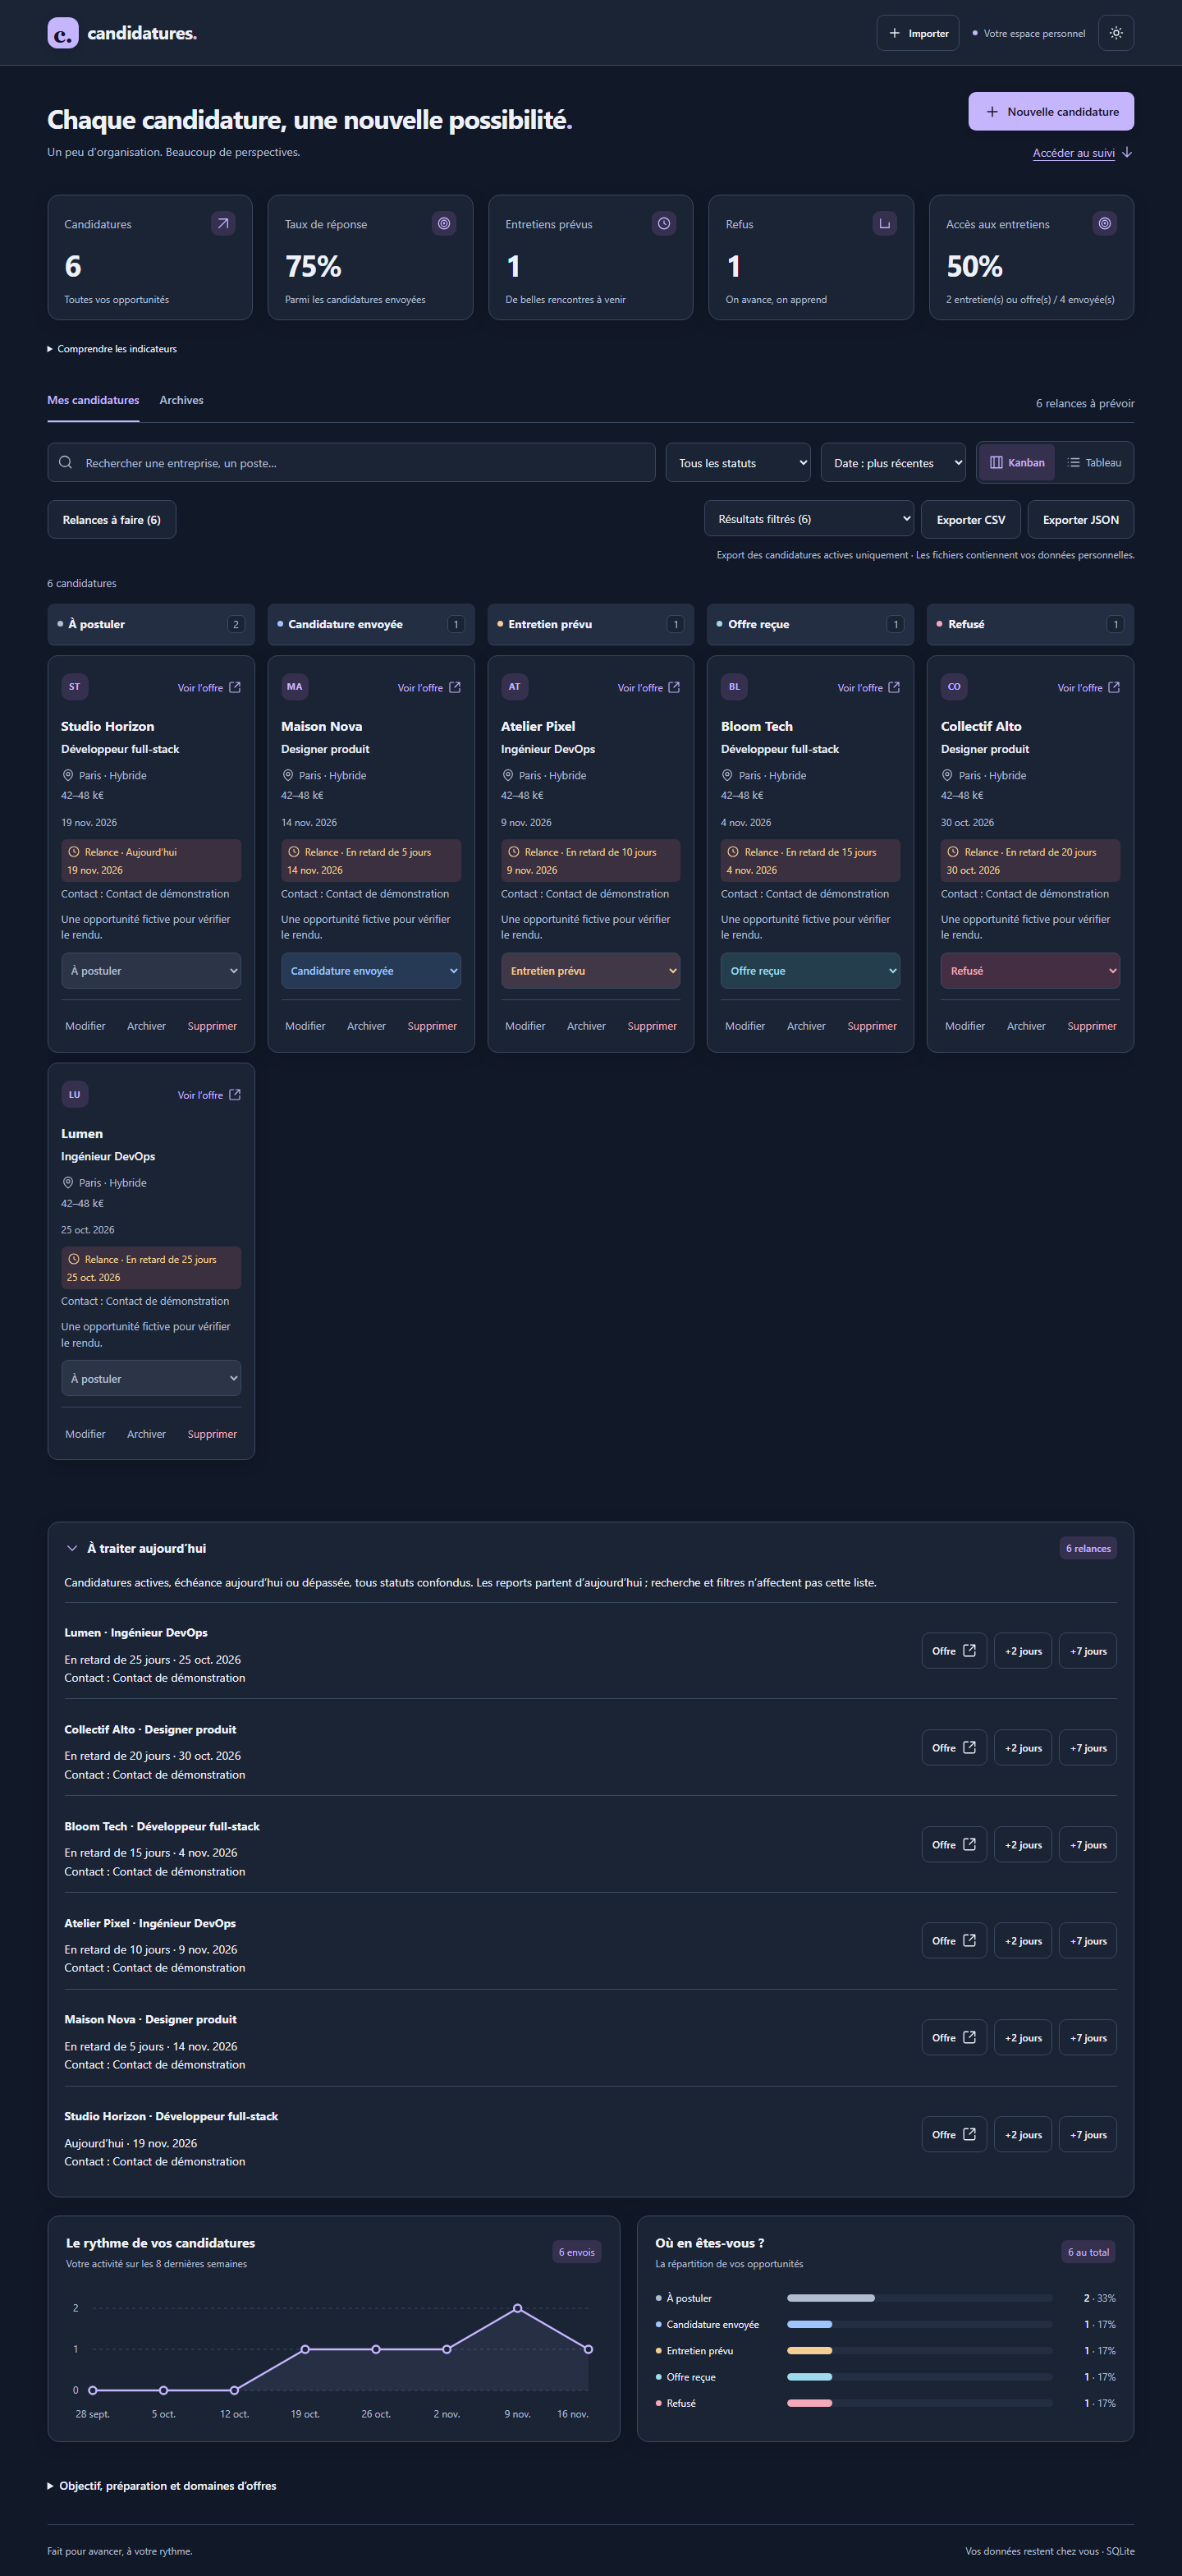 c. candidatures.
Importer
Votre espace personnel
Chaque candidature, une nouvelle possibilité.
Nouvelle candidature
Un peu d'organisation. Beaucoup de perspectives.
Accéder au suivi
Candidatures
6
Toutes vos opportunités
Taux de réponse
75%
Parmi les candidatures envoyées
Entretiens prévus
1
De belles rencontres à venir
Refus
1
On avance, on apprend
Accès aux entretiens
50%
2 entretien(s) ou offre(s) / 4 envoyée(s)
Comprendre les indicateurs
Mes candidatures
Archives
6 relances à prévoir
Rechercher une entreprise, un poste...
Tous les statuts
Date : plus récentes
Kanban
Tableau
Relances à faire (6)
Résultats filtrés (6)
Exporter CSV
Exporter JSON
Export des candidatures actives uniquement · Les fichiers contiennent vos données personnelles.
6 candidatures
À postuler 2
Candidature envoyée 1
Entretien prévu 1
Offre reçue 1
Refusé 1
ST
Voir l'offre
Studio Horizon
Développeur full-stack
Paris · Hybride
42–48 k€
19 nov. 2026
Relance · Aujourd'hui
19 nov. 2026
Contact : Contact de démonstration
Une opportunité fictive pour vérifier
le rendu.
À postuler
Modifier Archiver Supprimer
MA
Voir l'offre
Maison Nova
Designer produit
Paris · Hybride
42–48 k€
14 nov. 2026
Relance · En retard de 5 jours
14 nov. 2026
Contact : Contact de démonstration
Une opportunité fictive pour vérifier
le rendu.
Candidature envoyée
Modifier Archiver Supprimer
AT
Voir l'offre
Atelier Pixel
Ingénieur DevOps
Paris · Hybride
42–48 k€
9 nov. 2026
Relance · En retard de 10 jours
9 nov. 2026
Contact : Contact de démonstration
Une opportunité fictive pour vérifier
le rendu.
Entretien prévu
Modifier Archiver Supprimer
BL
Voir l'offre
Bloom Tech
Développeur full-stack
Paris · Hybride
42–48 k€
4 nov. 2026
Relance · En retard de 15 jours
4 nov. 2026
Contact : Contact de démonstration
Une opportunité fictive pour vérifier
le rendu.
Offre reçue
Modifier Archiver Supprimer
CO
Voir l'offre
Collectif Alto
Designer produit
Paris · Hybride
42–48 k€
30 oct. 2026
Relance · En retard de 20 jours
30 oct. 2026
Contact : Contact de démonstration
Une opportunité fictive pour vérifier
le rendu.
Refusé
Modifier Archiver Supprimer
LU
Voir l'offre
Lumen
Ingénieur DevOps
Paris · Hybride
42–48 k€
25 oct. 2026
Relance · En retard de 25 jours
25 oct. 2026
Contact : Contact de démonstration
Une opportunité fictive pour vérifier
le rendu.
À postuler
Modifier Archiver Supprimer
À traiter aujourd'hui
6 relances
Candidatures actives, échéance aujourd'hui ou dépassée, tous statuts confondus. Les reports partent d'aujourd'hui ; recherche et filtres n'affectent pas cette liste.
Lumen · Ingénieur DevOps
En retard de 25 jours · 25 oct. 2026
Contact : Contact de démonstration
Offre +2 jours +7 jours
Collectif Alto · Designer produit
En retard de 20 jours · 30 oct. 2026
Contact : Contact de démonstration
Offre +2 jours +7 jours
Bloom Tech · Développeur full-stack
En retard de 15 jours · 4 nov. 2026
Contact : Contact de démonstration
Offre +2 jours +7 jours
Atelier Pixel · Ingénieur DevOps
En retard de 10 jours · 9 nov. 2026
Contact : Contact de démonstration
Offre +2 jours +7 jours
Maison Nova · Designer produit
En retard de 5 jours · 14 nov. 2026
Contact : Contact de démonstration
Offre +2 jours +7 jours
Studio Horizon · Développeur full-stack
Aujourd'hui · 19 nov. 2026
Contact : Contact de démonstration
Offre +2 jours +7 jours
Le rythme de vos candidatures
Votre activité sur les 8 dernières semaines
6 envois
2
1
0
28 sept. 5 oct. 12 oct. 19 oct. 26 oct. 2 nov. 9 nov. 16 nov.
Où en êtes-vous ?
La répartition de vos opportunités
6 au total
À postuler 2 · 33%
Candidature envoyée 1 · 17%
Entretien prévu 1 · 17%
Offre reçue 1 · 17%
Refusé 1 · 17%
Objectif, préparation et domaines d'offres
Fait pour avancer, à votre rythme.
Vos données restent chez vous · SQLite